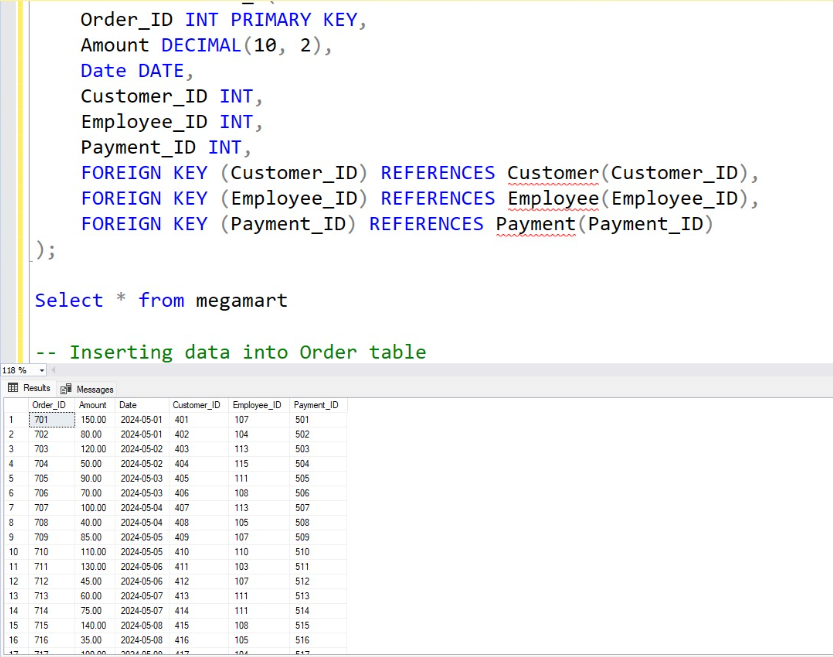 Order_ID INT PRIMARY KEY,
Amount DECIMAL(10, 2),
Date DATE,
Customer_ID INT,
Employee_ID INT,
Payment_ID INT,
FOREIGN KEY (Customer_ID) REFERENCES Customer(Customer_ID),
FOREIGN KEY (Employee_ID) REFERENCES Employee(Employee_ID),
FOREIGN KEY (Payment_ID) REFERENCES Payment(Payment_ID)
);
Select * from megamart
-- Inserting data into Order table
118 %
Results Messages
Order_ID Amount Date Customer_ID Employee_ID Payment_ID
1 701 150.00 2024-05-01 401 107 501
2 702 80.00 2024-05-01 402 104 502
3 703 120.00 2024-05-02 403 113 503
4 704 50.00 2024-05-02 404 115 504
5 705 90.00 2024-05-03 405 111 505
6 706 70.00 2024-05-03 406 108 506
7 707 100.00 2024-05-04 407 113 507
8 708 40.00 2024-05-04 408 105 508
9 709 85.00 2024-05-05 409 107 509
10 710 110.00 2024-05-05 410 110 510
11 711 130.00 2024-05-06 411 103 511
12 712 45.00 2024-05-06 412 107 512
13 713 60.00 2024-05-07 413 111 513
14 714 75.00 2024-05-07 414 111 514
15 715 140.00 2024-05-08 415 108 515
16 716 35.00 2024-05-08 416 105 516